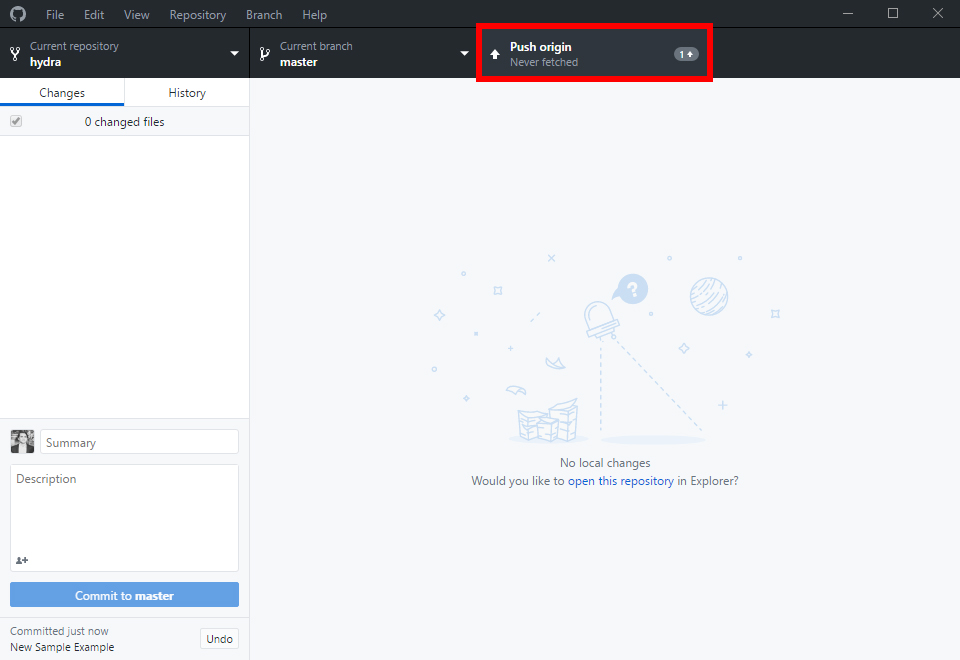 File Edit View Repository Branch Help
Current repository
hydra
Current branch
master
Push origin
Never fetched
1
Changes History
0 changed files
?
No local changes
Would you like to open this repository in Explorer?
Summary
Description
Commit to master
Committed just now
New Sample Example
Undo